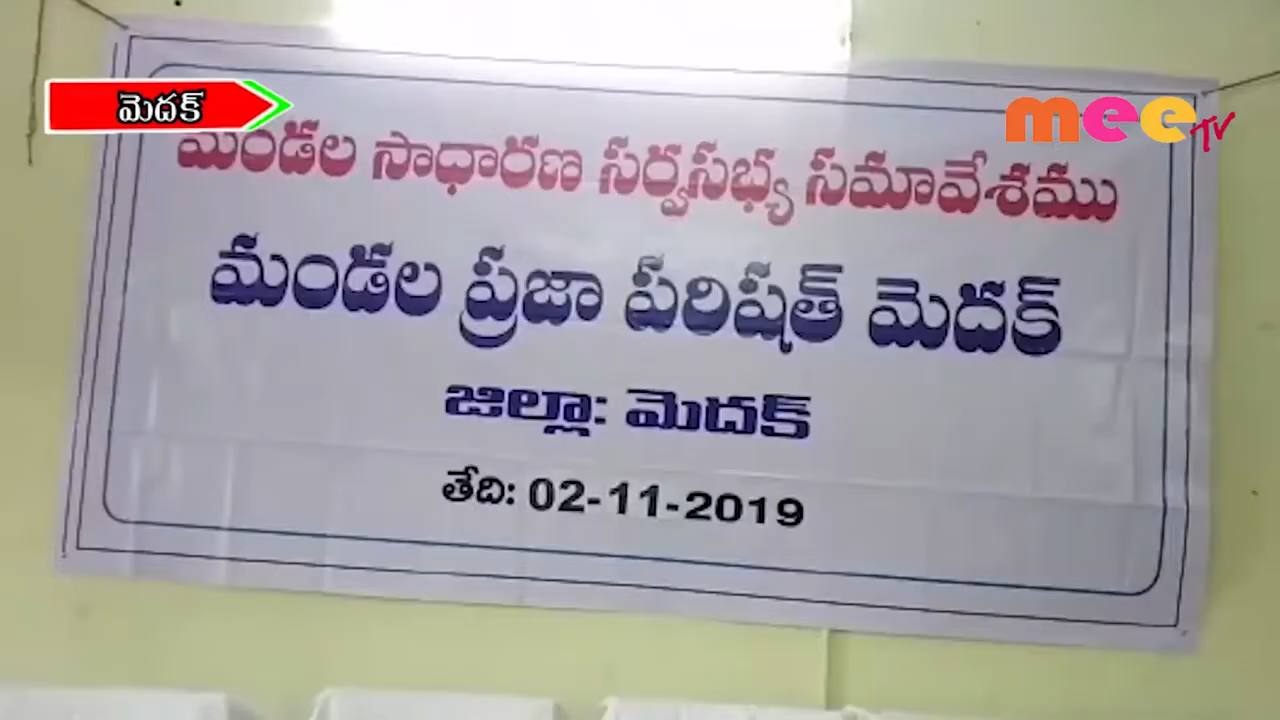 మెదక్
mee TV
మండల సాధారణ సర్వసభ్య సమావేశము
మండల ప్రజా పరిషత్ మెదక్
జిల్లా: మెదక్
తేది: 02-11-2019